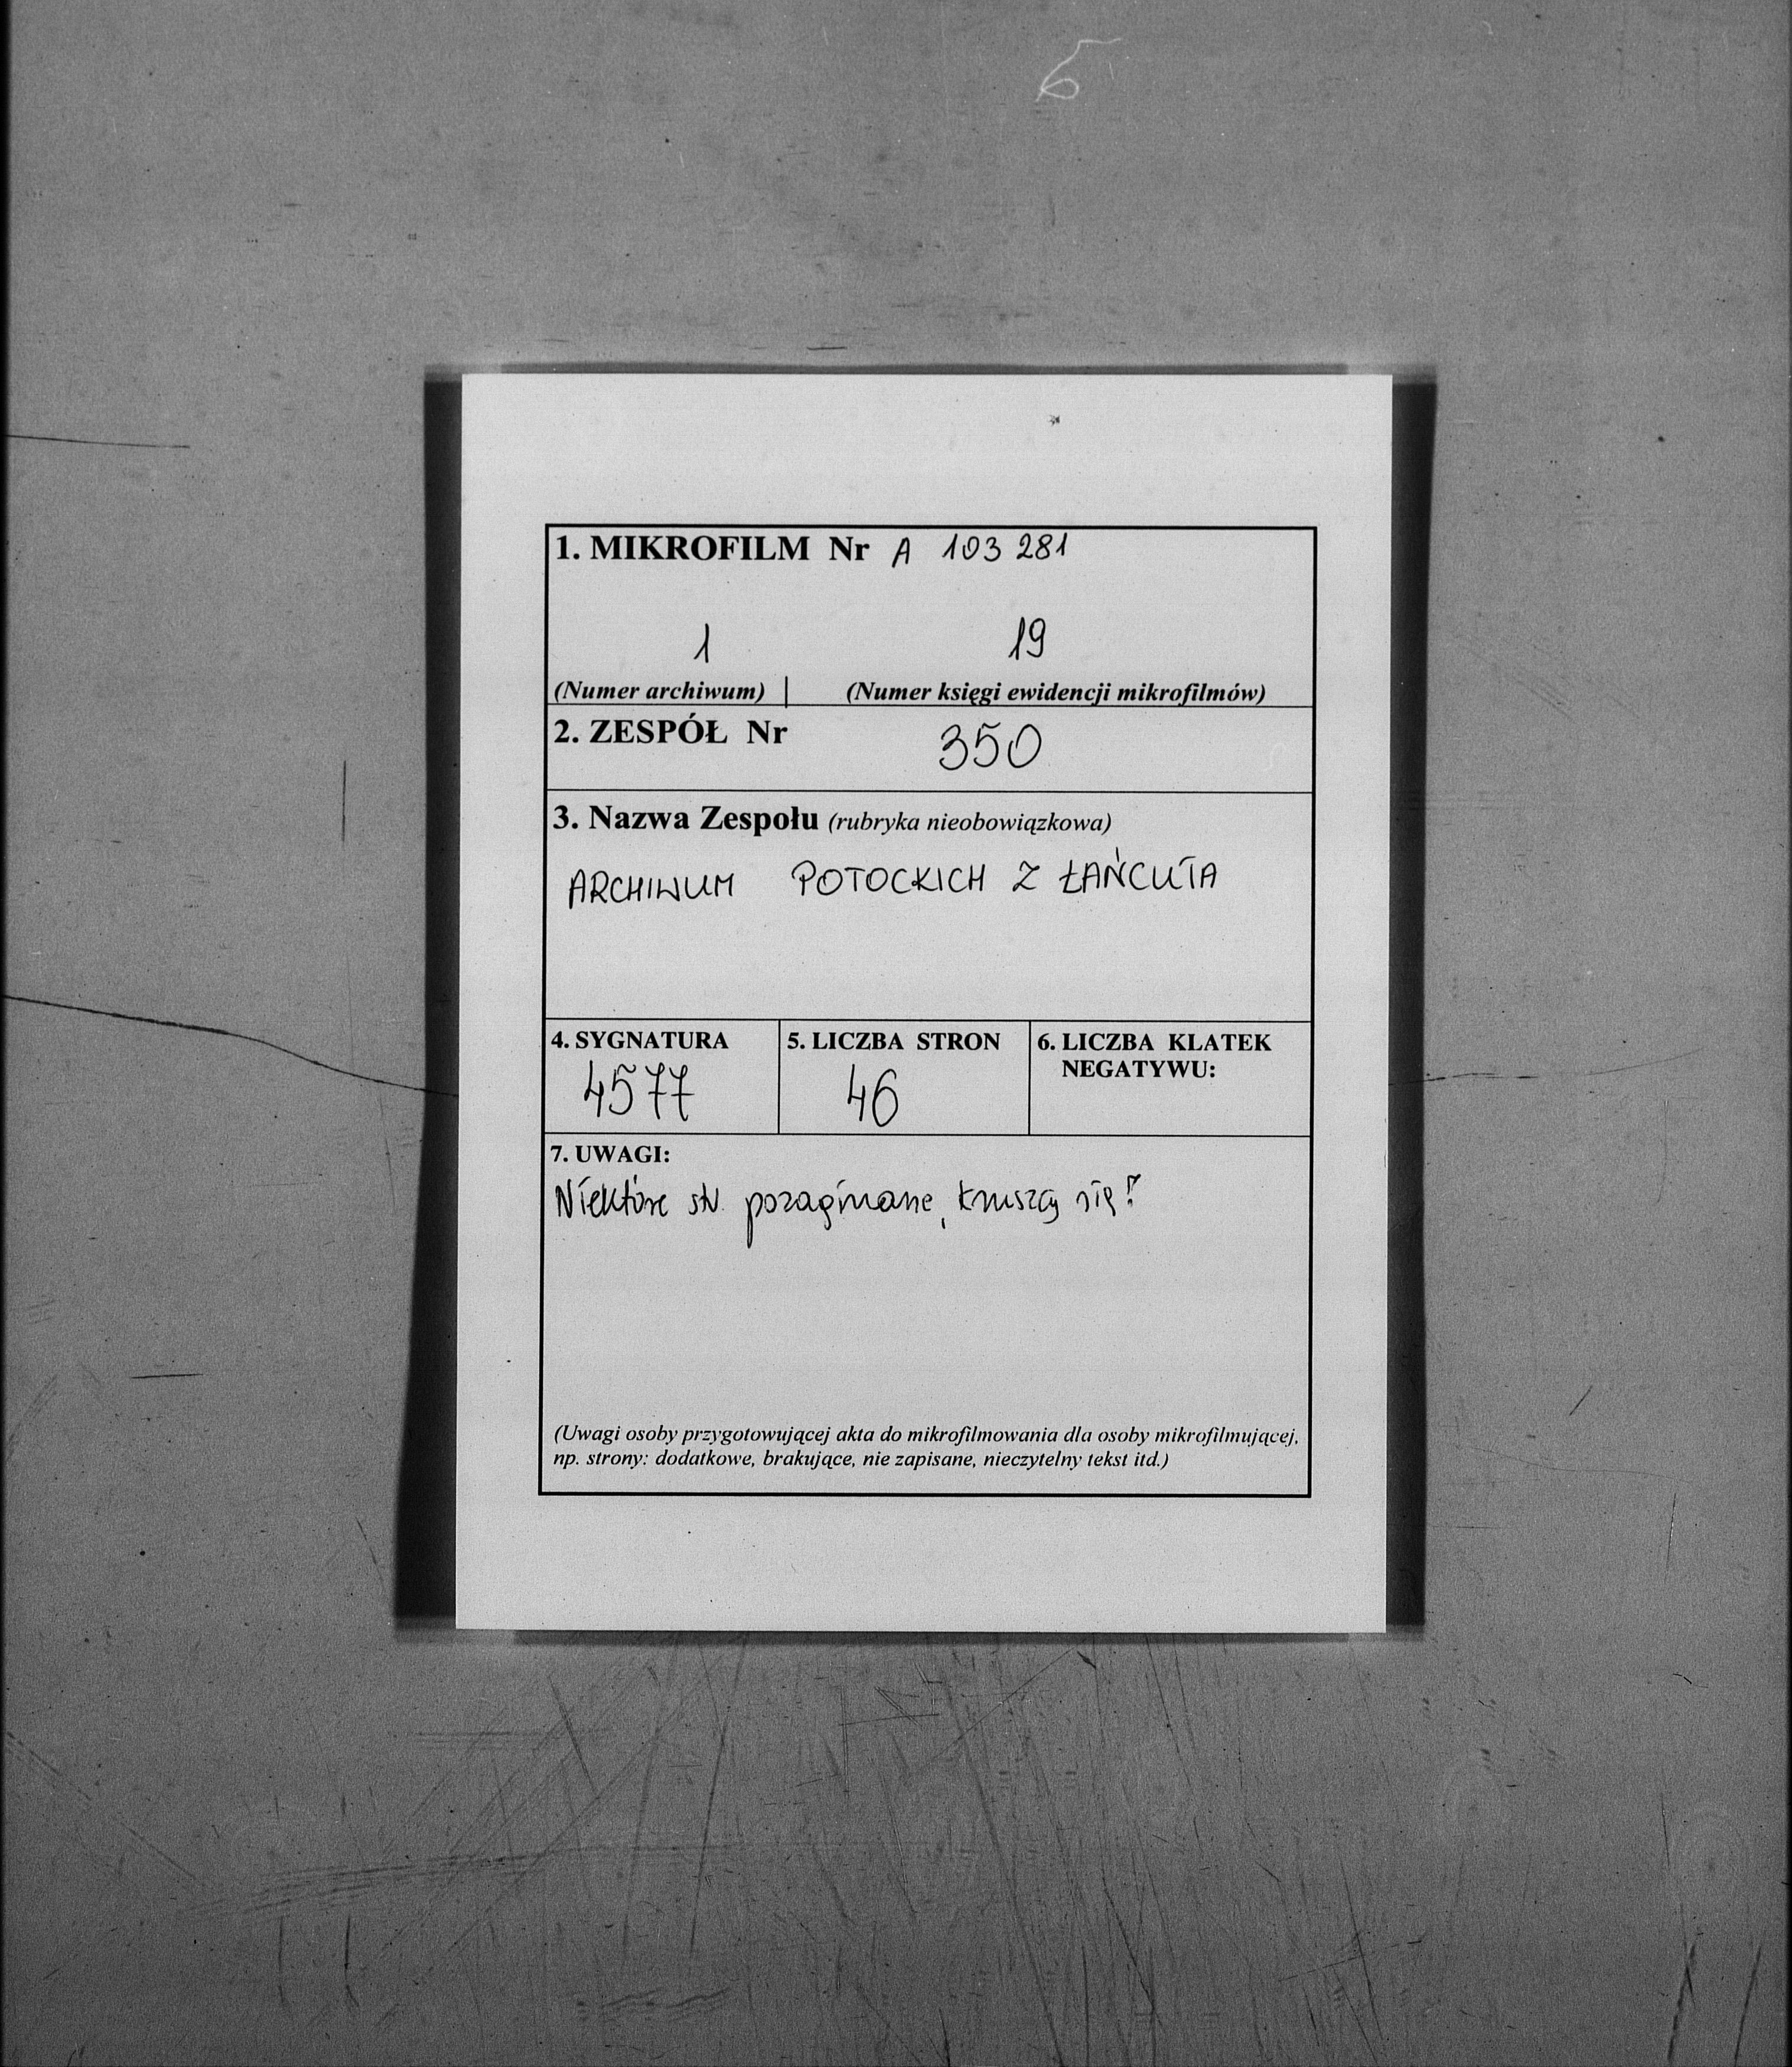 6
1. MIKROFILM Nr A 103 281
1 19
(Numer archiwum) | (Numer księgi ewidencji mikrofilmów)
2. ZESPÓŁ Nr 350
3. Nazwa Zespołu (rubryka nieobowiązkowa)
ARCHIWUM POTOCKICH Z ŁAŃCUTA
4. SYGNATURA 5. LICZBA STRON 6. LICZBA KLATEK
NEGATYWU:
4577 46
7. UWAGI:
Niektóre str. pozaginane, kruszą się!
(Uwagi osoby przygotowującej akta do mikrofilmowania dla osoby mikrofilmującej,
np. strony: dodatkowe, brakujące, nie zapisane, nieczytelny tekst itd.)